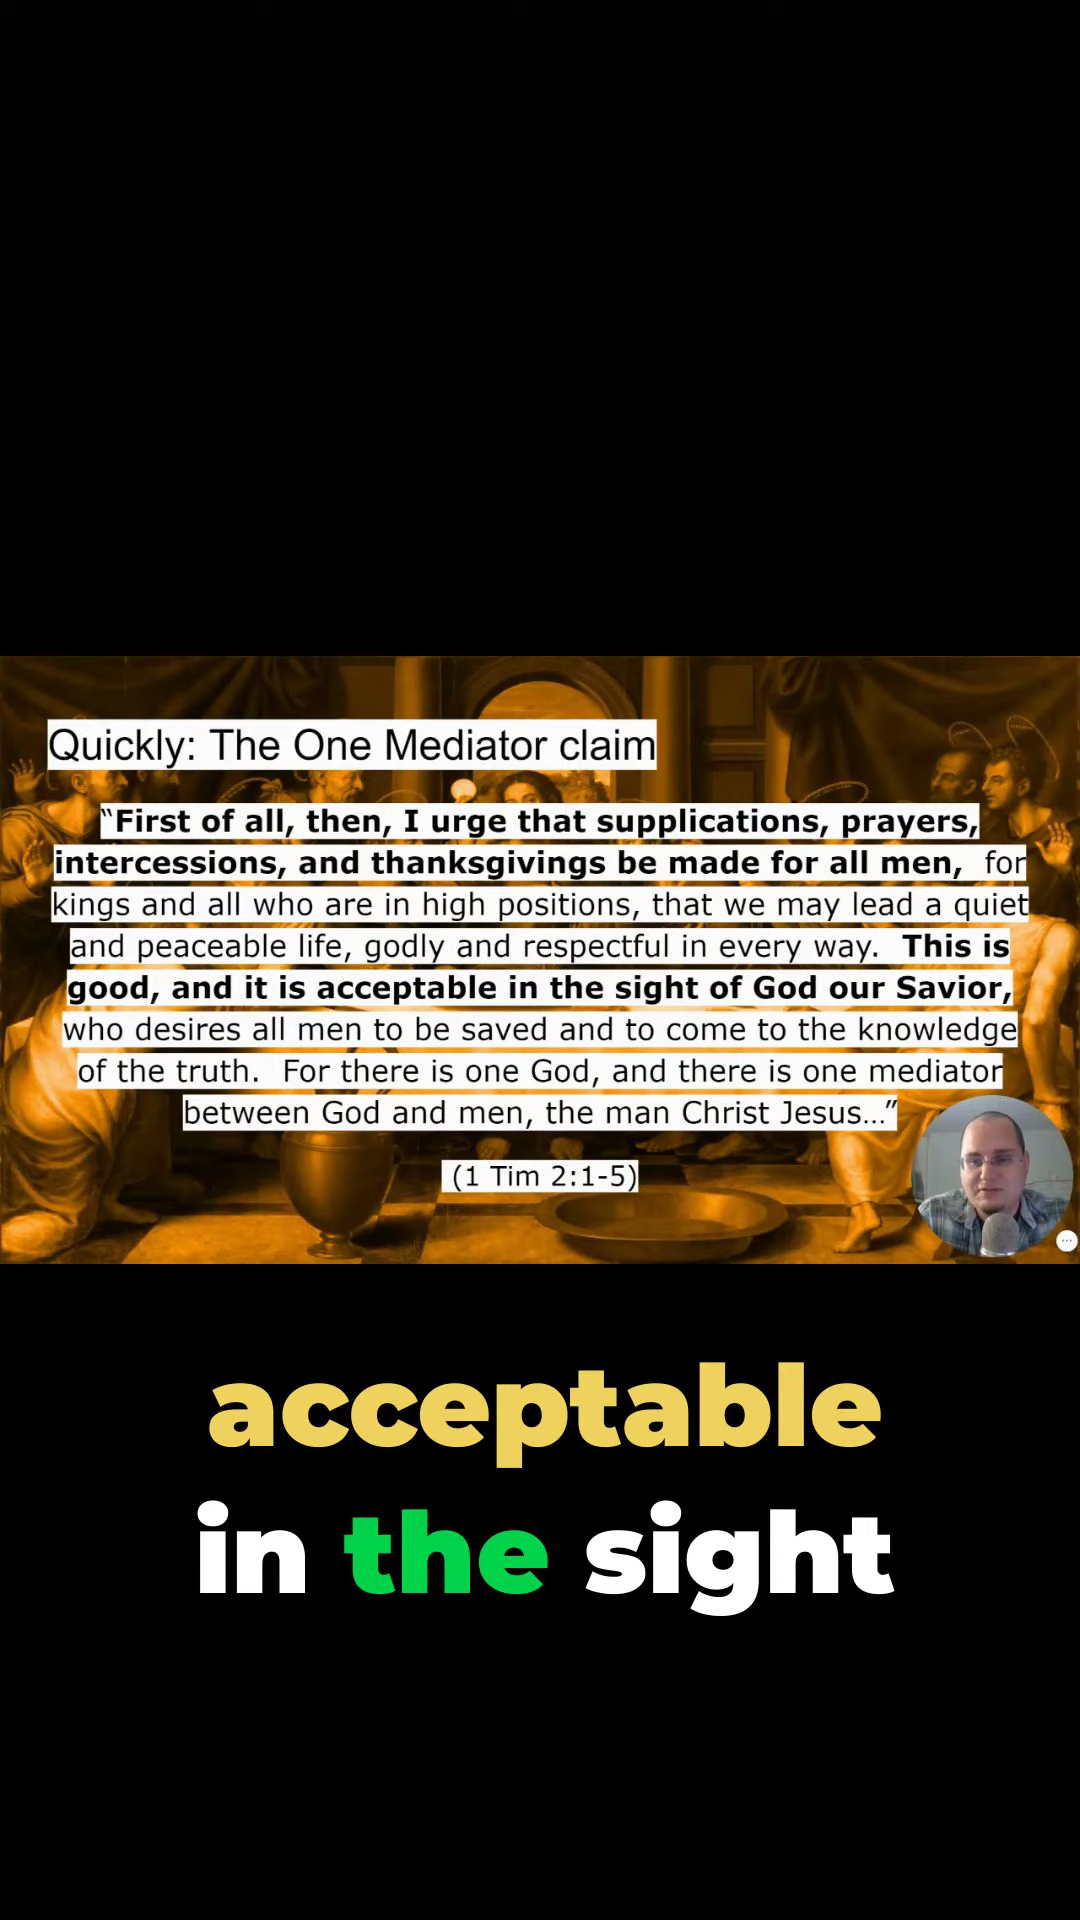 Quickly: The One Mediator claim
“First of all, then, I urge that supplications, prayers,
intercessions, and thanksgivings be made for all men,  for
kings and all who are in high positions, that we may lead a quiet
and peaceable life, godly and respectful in every way.  This is
good, and it is acceptable in the sight of God our Savior,
who desires all men to be saved and to come to the knowledge
of the truth.  For there is one God, and there is one mediator
between God and men, the man Christ Jesus…”
(1 Tim 2:1-5)
acceptable
in the sight